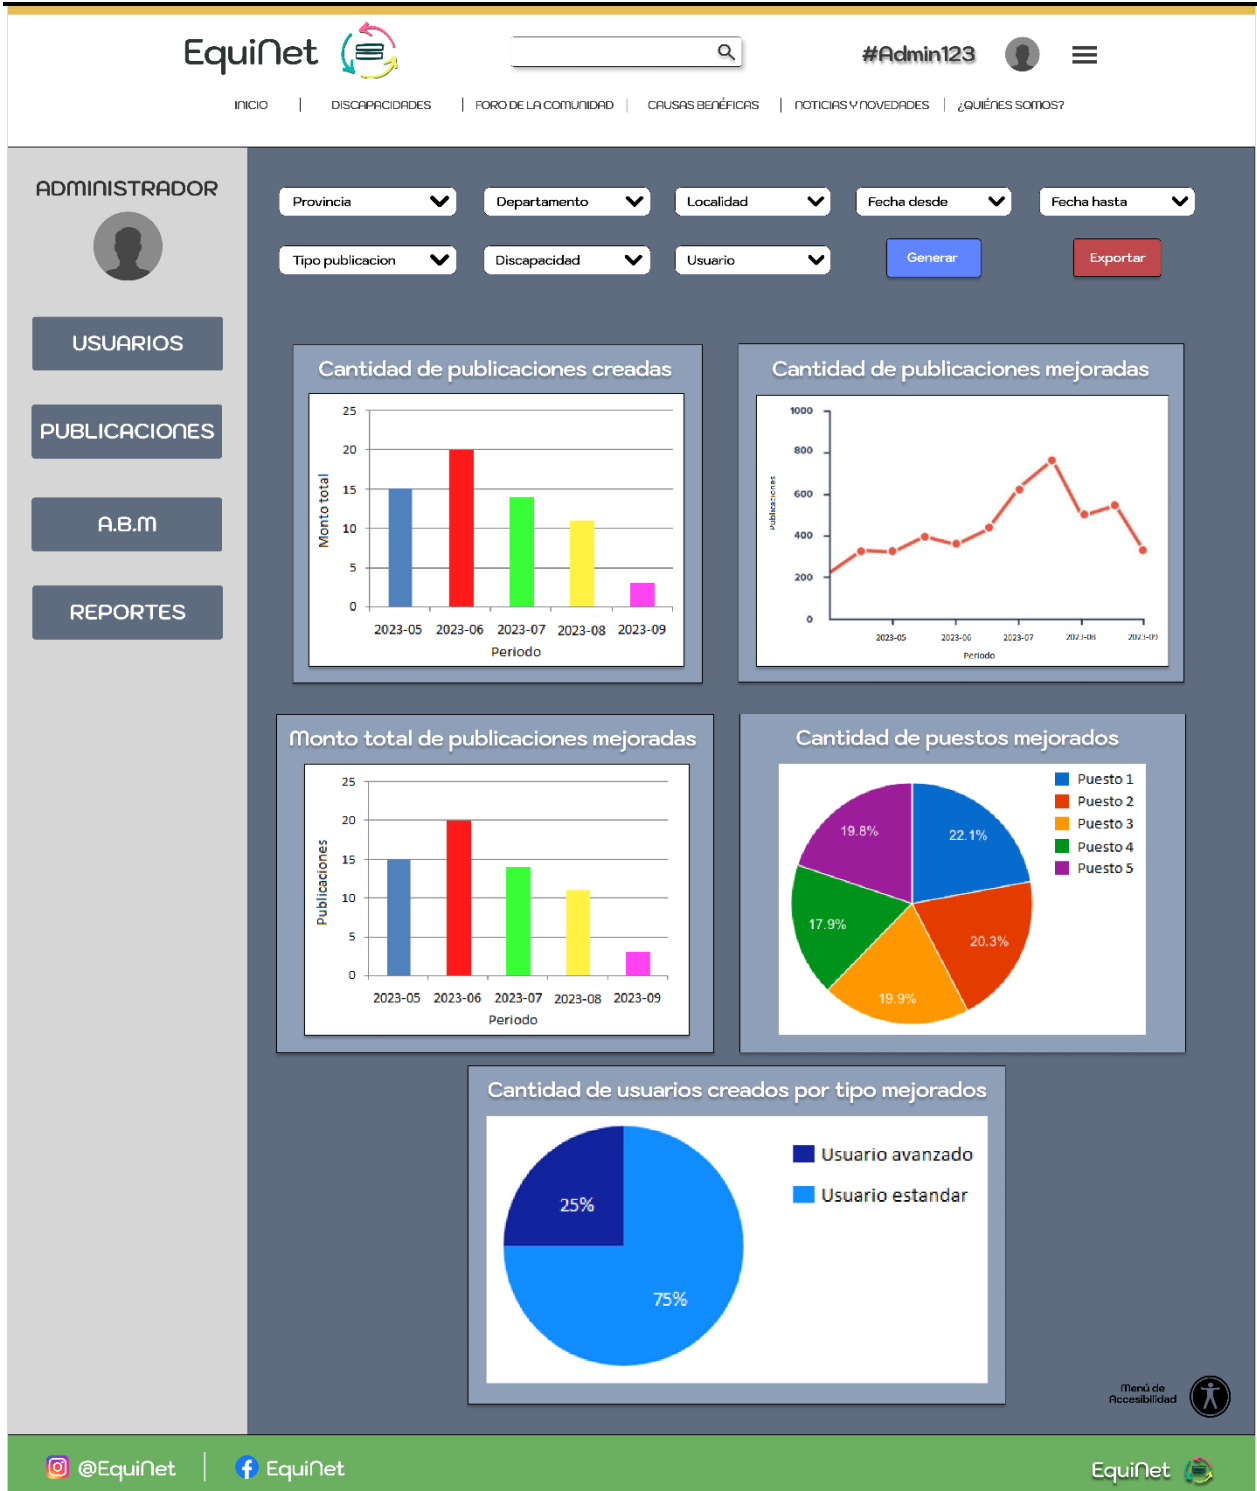 EquiNet
#Admin123
INICIO | DISCAPACIDADES | FORO DE LA COMUNIDAD | CAUSAS BENÉFICAS | NOTICIAS Y NOVEDADES | ¿QUIÉNES SOMOS?
ADMINISTRADOR
USUARIOS
PUBLICACIONES
A.B.M
REPORTES
Provincia Departamento Localidad Fecha desde Fecha hasta
Tipo publicacion Discapacidad Usuario Generar Exportar
Cantidad de publicaciones creadas
25
20
15
10
5
0
Monto total
2023-05 2023-06 2023-07 2023-08 2023-09
Periodo
Cantidad de publicaciones mejoradas
1000
800
600
400
200
0
Publicaciones
2023-05 2023-06 2023-07 2023-08 2023-09
Periodo
Monto total de publicaciones mejoradas
25
20
15
10
5
0
Publicaciones
2023-05 2023-06 2023-07 2023-08 2023-09
Periodo
Cantidad de puestos mejorados
Puesto 1
Puesto 2
Puesto 3
Puesto 4
Puesto 5
19.8% 22.1%
17.9% 20.3%
19.9%
Cantidad de usuarios creados por tipo mejorados
Usuario avanzado
Usuario estandar
25%
75%
Menú de
Accesibilidad
@EquiNet | EquiNet
EquiNet